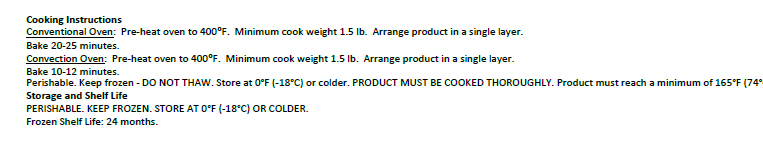 Cooking Instructions
Conventional Oven: Pre-heat oven to 400°F. Minimum cook weight 1.5 lb. Arrange product in a single layer.
Bake 20-25 minutes.
Convection Oven: Pre-heat oven to 400°F. Minimum cook weight 1.5 lb. Arrange product in a single layer.
Bake 10-12 minutes.
Perishable. Keep frozen - DO NOT THAW. Store at 0°F (-18°C) or colder. PRODUCT MUST BE COOKED THOROUGHLY. Product must reach a minimum of 165°F (74°
Storage and Shelf Life
PERISHABLE. KEEP FROZEN. STORE AT 0°F (-18°C) OR COLDER.
Frozen Shelf Life: 24 months.